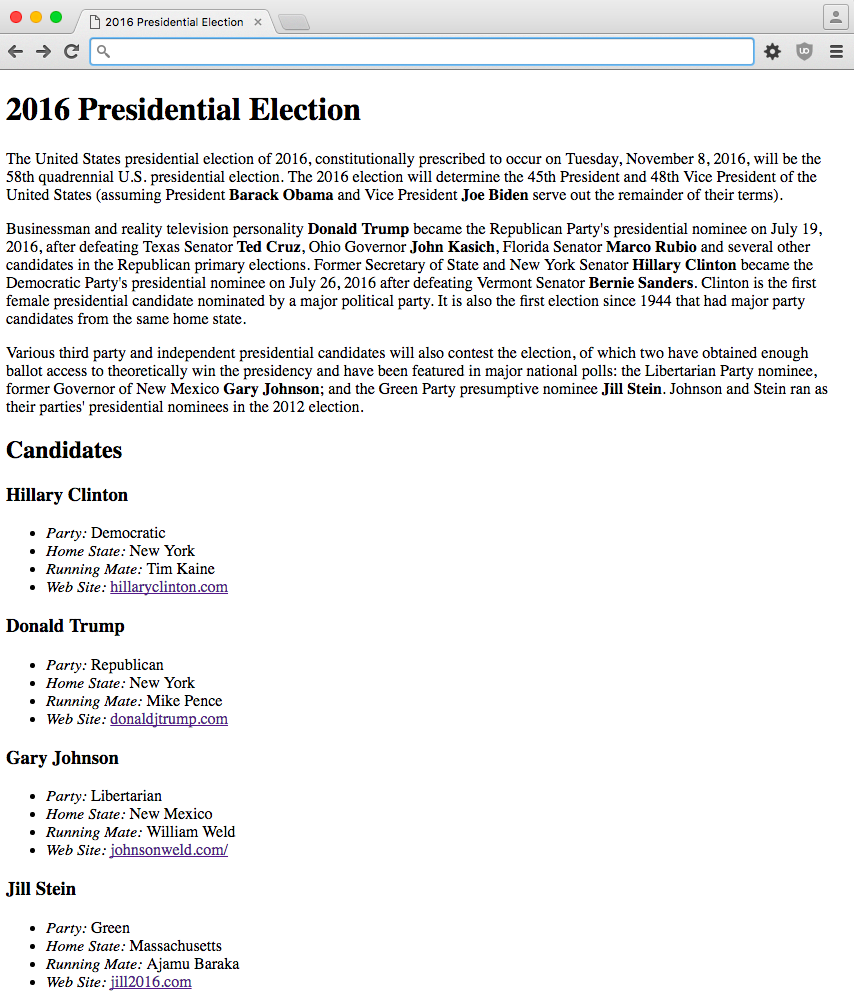 2016 Presidential Election
2016 Presidential Election
The United States presidential election of 2016, constitutionally prescribed to occur on Tuesday, November 8, 2016, will be the
58th quadrennial U.S. presidential election. The 2016 election will determine the 45th President and 48th Vice President of the
United States (assuming President Barack Obama and Vice President Joe Biden serve out the remainder of their terms).
Businessman and reality television personality Donald Trump became the Republican Party's presidential nominee on July 19,
2016, after defeating Texas Senator Ted Cruz, Ohio Governor John Kasich, Florida Senator Marco Rubio and several other
candidates in the Republican primary elections. Former Secretary of State and New York Senator Hillary Clinton became the
Democratic Party's presidential nominee on July 26, 2016 after defeating Vermont Senator Bernie Sanders. Clinton is the first
female presidential candidate nominated by a major political party. It is also the first election since 1944 that had major party
candidates from the same home state.
Various third party and independent presidential candidates will also contest the election, of which two have obtained enough
ballot access to theoretically win the presidency and have been featured in major national polls: the Libertarian Party nominee,
former Governor of New Mexico Gary Johnson; and the Green Party presumptive nominee Jill Stein. Johnson and Stein ran as
their parties' presidential nominees in the 2012 election.
Candidates
Hillary Clinton
• Party: Democratic
• Home State: New York
• Running Mate: Tim Kaine
• Web Site: hillaryclinton.com
Donald Trump
• Party: Republican
• Home State: New York
• Running Mate: Mike Pence
• Web Site: donaldjtrump.com
Gary Johnson
• Party: Libertarian
• Home State: New Mexico
• Running Mate: William Weld
• Web Site: johnsonweld.com/
Jill Stein
• Party: Green
• Home State: Massachusetts
• Running Mate: Ajamu Baraka
• Web Site: jill2016.com